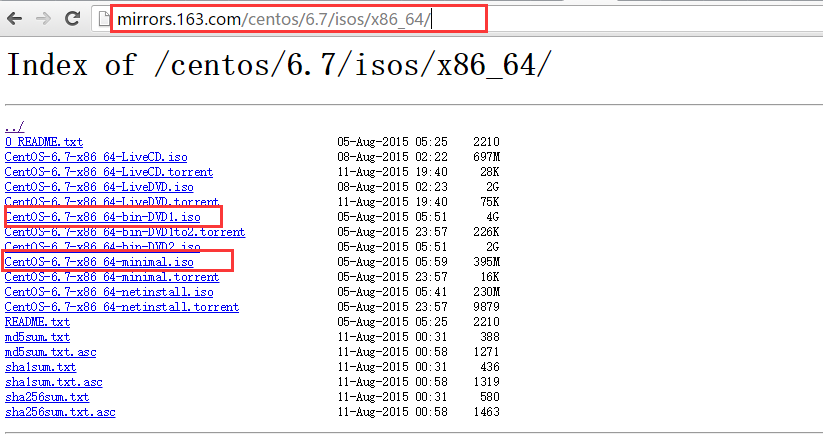 mirrors.163.com/centos/6.7/isos/x86_64/
Index of /centos/6.7/isos/x86_64/
../
0_README.txt 05-Aug-2015 05:25 2210
CentOS-6.7-x86_64-LiveCD.iso 08-Aug-2015 02:22 697M
CentOS-6.7-x86_64-LiveCD.torrent 11-Aug-2015 19:40 28K
CentOS-6.7-x86_64-LiveDVD.iso 08-Aug-2015 02:23 2G
CentOS-6.7-x86_64-LiveDVD.torrent 11-Aug-2015 19:40 75K
CentOS-6.7-x86_64-bin-DVD1.iso 05-Aug-2015 05:51 4G
CentOS-6.7-x86_64-bin-DVD1to2.torrent 05-Aug-2015 23:57 226K
CentOS-6.7-x86_64-bin-DVD2.iso 05-Aug-2015 05:51 2G
CentOS-6.7-x86_64-minimal.iso 05-Aug-2015 05:59 395M
CentOS-6.7-x86_64-minimal.torrent 05-Aug-2015 23:57 16K
CentOS-6.7-x86_64-netinstall.iso 05-Aug-2015 05:41 230M
CentOS-6.7-x86_64-netinstall.torrent 05-Aug-2015 23:57 9879
README.txt 05-Aug-2015 05:25 2210
md5sum.txt 11-Aug-2015 00:31 388
md5sum.txt.asc 11-Aug-2015 00:58 1271
sha1sum.txt 11-Aug-2015 00:31 436
sha1sum.txt.asc 11-Aug-2015 00:58 1319
sha256sum.txt 11-Aug-2015 00:31 580
sha256sum.txt.asc 11-Aug-2015 00:58 1463